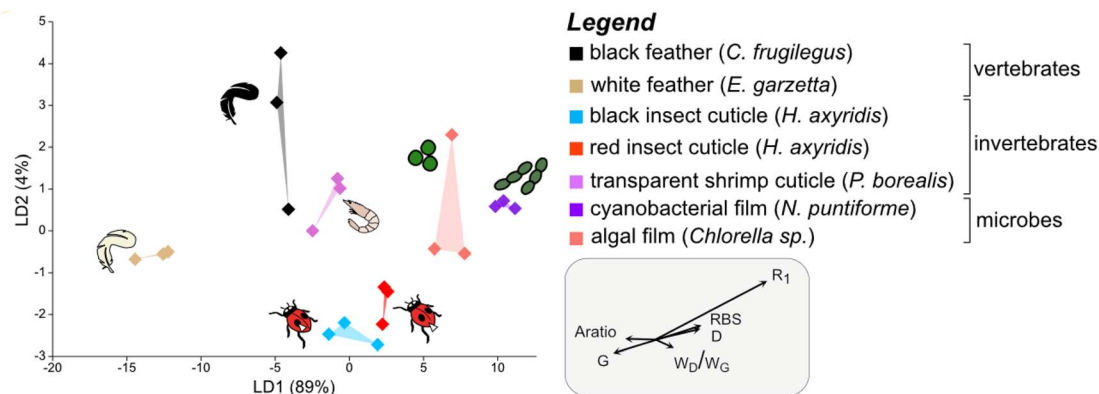 5
4
3
2
1
0
-1
-2
-3
-20
-15
-10
-5
0
5
10
LD2 (4%)
LD1 (89%)
Legend
black feather (C. frugilegus)
white feather (E. garzetta)
vertebrates
black insect cuticle (H. axyridis)
red insect cuticle (H. axyridis)
transparent shrimp cuticle (P. borealis)
invertebrates
cyanobacterial film (N. puntiforme)
algal film (Chlorella sp.)
microbes
R1
RBS
D
Aratio
G
WD/WG